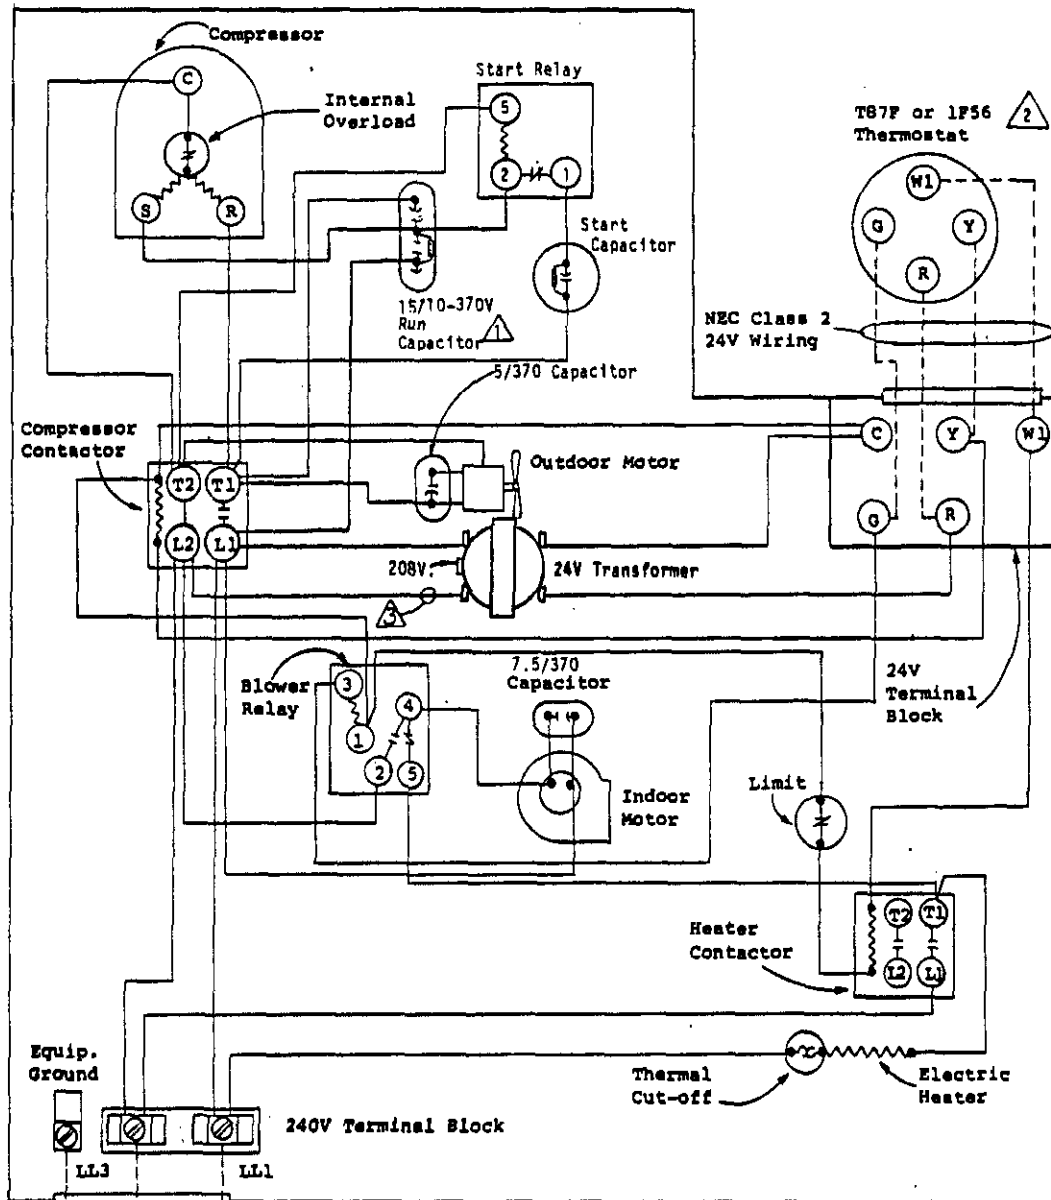 Compressor
C
Internal
Overload
S
R
Start Relay
5
2
1
Start
Capacitor
15/10-370V
Run
Capacitor
1
5/370 Capacitor
T87F or 1F56
Thermostat
2
W1
G
Y
R
NEC Class 2
24V Wiring
Compressor
Contactor
T2
T1
L2
L1
Outdoor Motor
C
Y
W1
G
R
208V.
24V Transformer
3
Blower
Relay
3
4
1
2
5
7.5/370
Capacitor
Indoor
Motor
24V
Terminal
Block
Limit
Heater
Contactor
T2
T1
L2
L1
Equip.
Ground
Thermal
Cut-off
Electric
Heater
240V Terminal Block
LL3
LL1